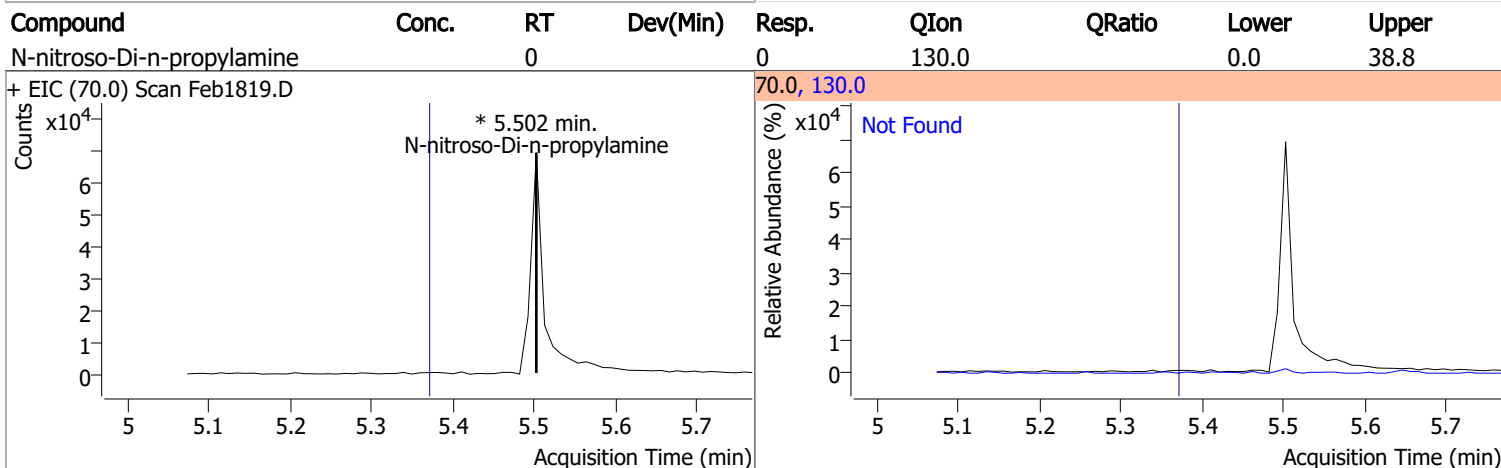 Compound Conc. RT Dev(Min) Resp. QIon QRatio Lower Upper
N-nitroso-Di-n-propylamine 0 0 130.0 0.0 38.8
+ EIC (70.0) Scan Feb1819.D
Counts
x10⁴
* 5.502 min.
N-nitroso-Di-n-propylamine
6
5
4
3
2
1
0
5 5.1 5.2 5.3 5.4 5.5 5.6 5.7
Acquisition Time (min)
70.0, 130.0
Relative Abundance (%)
x10⁴
Not Found
6
5
4
3
2
1
0
5 5.1 5.2 5.3 5.4 5.5 5.6 5.7
Acquisition Time (min)